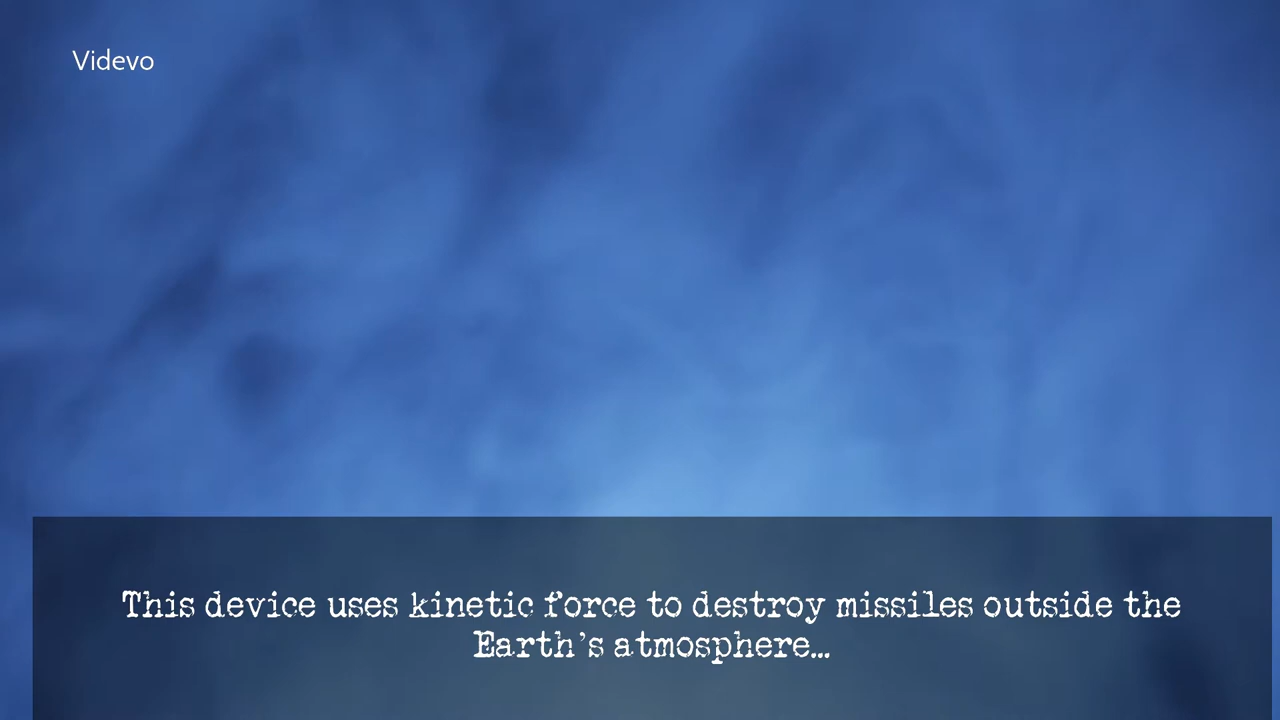 Videvo
This device uses kinetic force to destroy missiles outside the
Earth's atmosphere...